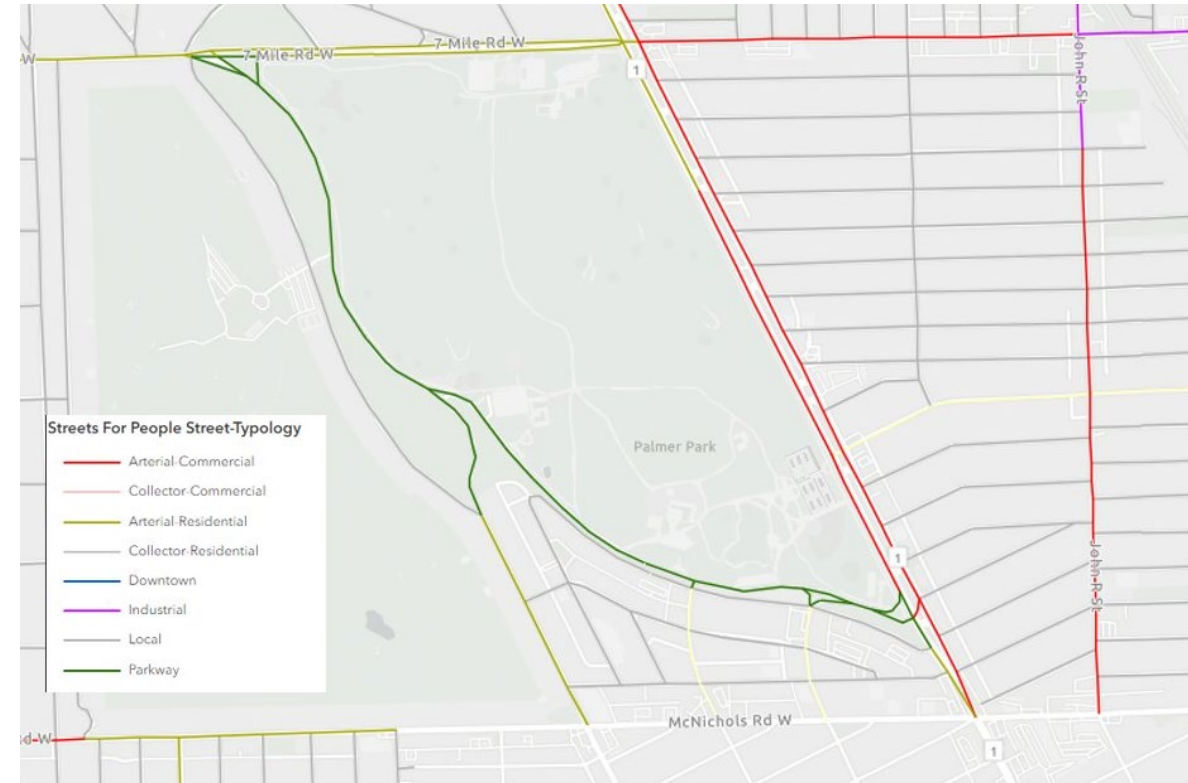 7 Mile Rd W
7 Mile Rd W
W
1
John R St
Palmer Park
Streets For People Street-Typology
Arterial-Commercial
Collector-Commercial
Arterial-Residential
Collector-Residential
Downtown
Industrial
Local
Parkway
1
John R St
McNichols Rd W
d W
1